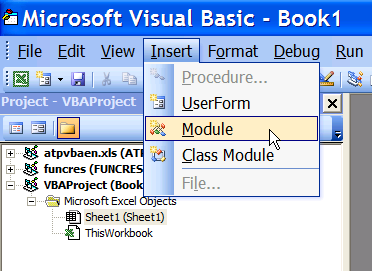 Microsoft Visual Basic - Book1
File Edit View Insert Format Debug Run
Procedure...
Project - VBAProject
UserForm
Module
Class Module
File...
atpvbaen.xls (ATI
funcres (FUNCRES
VBAProject (Book
Microsoft Excel Objects
Sheet1 (Sheet1)
ThisWorkbook